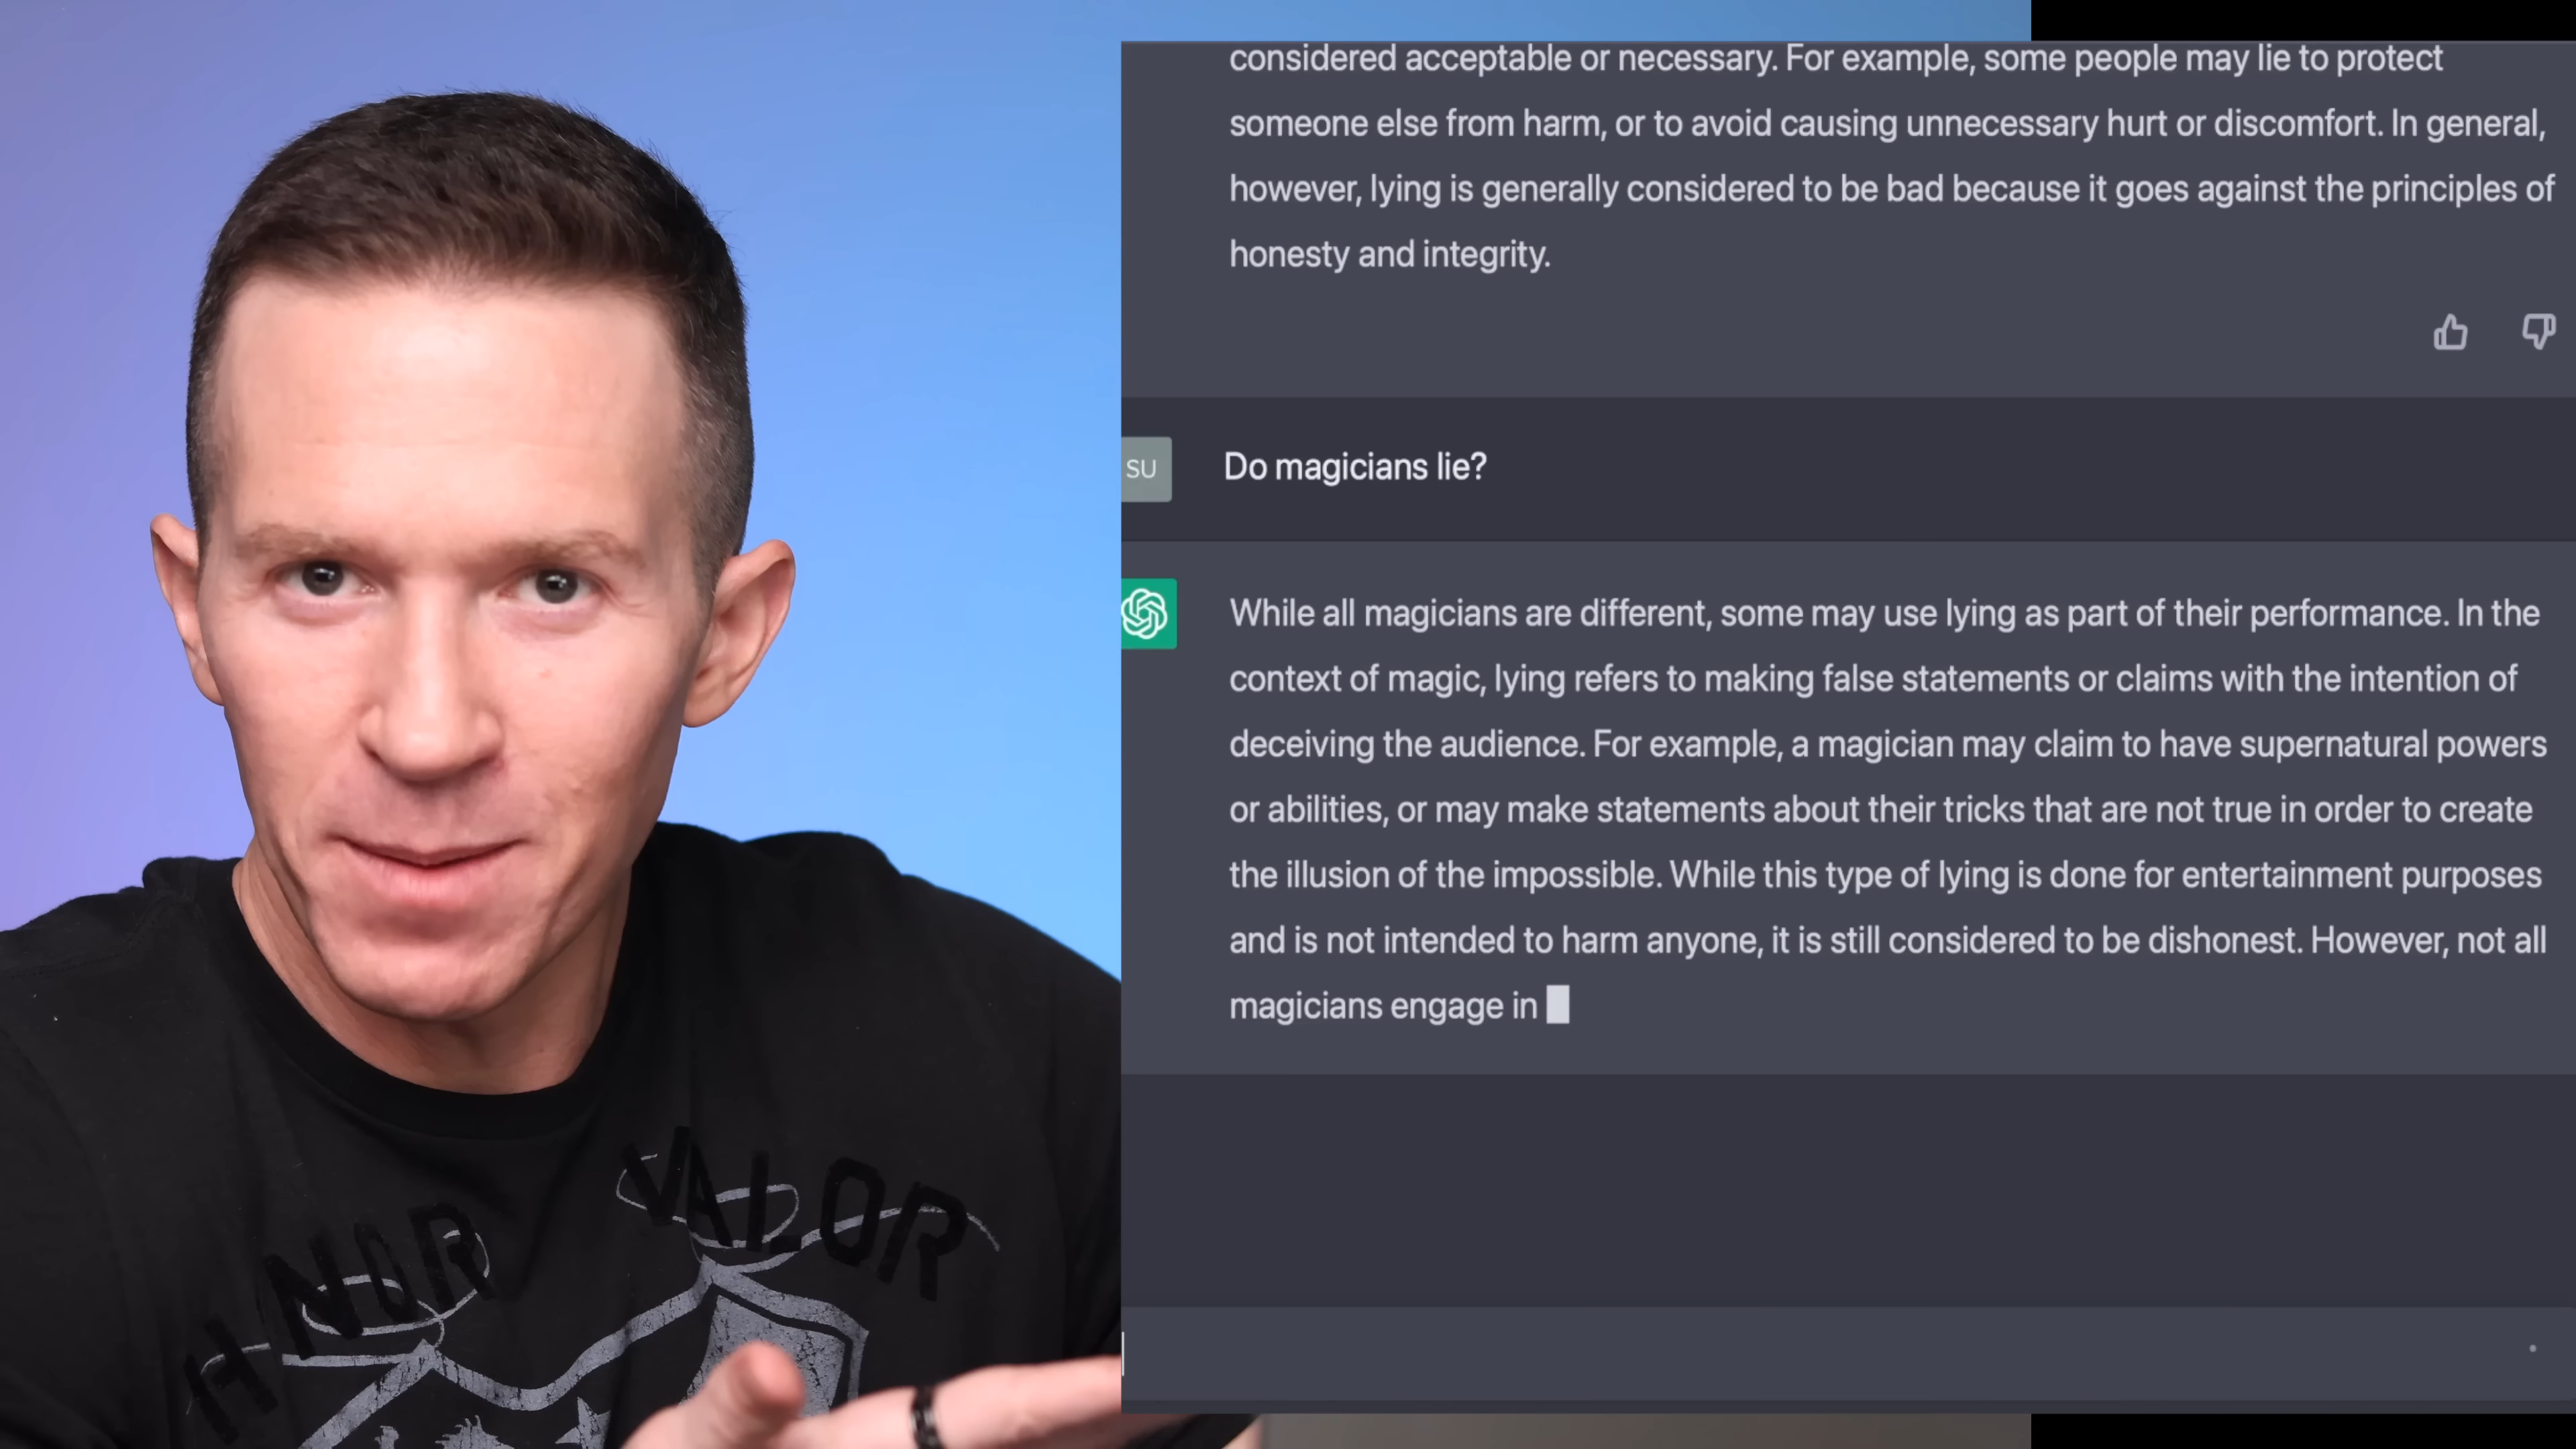 considered acceptable or necessary. For example, some people may lie to protect
someone else from harm, or to avoid causing unnecessary hurt or discomfort. In general,
however, lying is generally considered to be bad because it goes against the principles of
honesty and integrity.
SU
Do magicians lie?
While all magicians are different, some may use lying as part of their performance. In the
context of magic, lying refers to making false statements or claims with the intention of
deceiving the audience. For example, a magician may claim to have supernatural powers
or abilities, or may make statements about their tricks that are not true in order to create
the illusion of the impossible. While this type of lying is done for entertainment purposes
and is not intended to harm anyone, it is still considered to be dishonest. However, not all
magicians engage in
H NOR VALOR